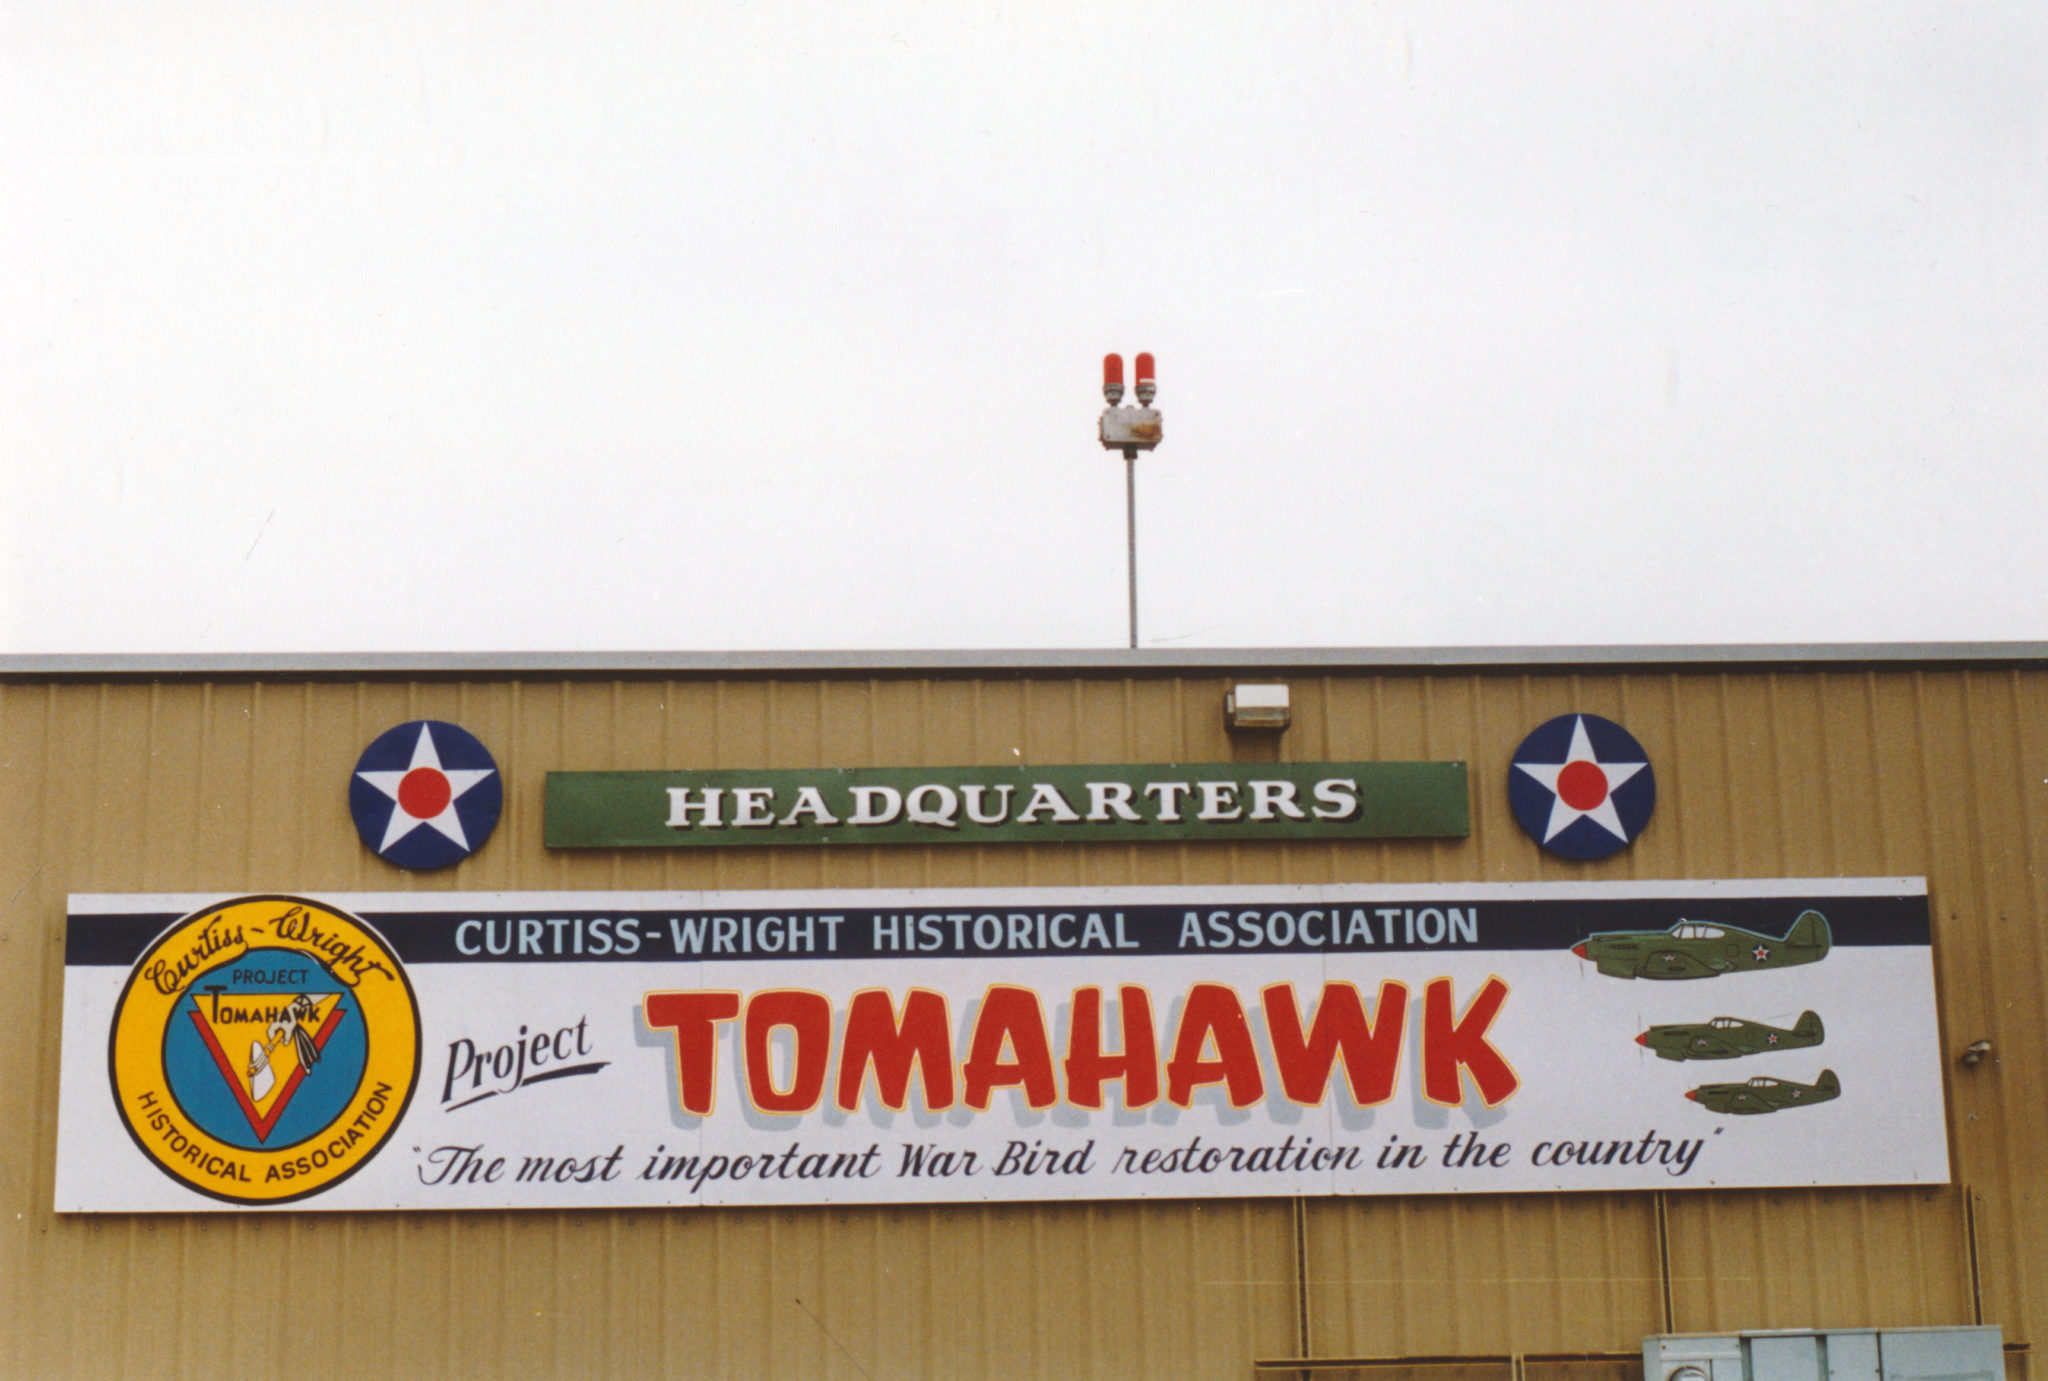 HEADQUARTERS
CURTISS-WRIGHT HISTORICAL ASSOCIATION
Curtiss-Wright
PROJECT
TOMAHAWK
HISTORICAL ASSOCIATION
Project TOMAHAWK
"The most important War Bird restoration in the country"